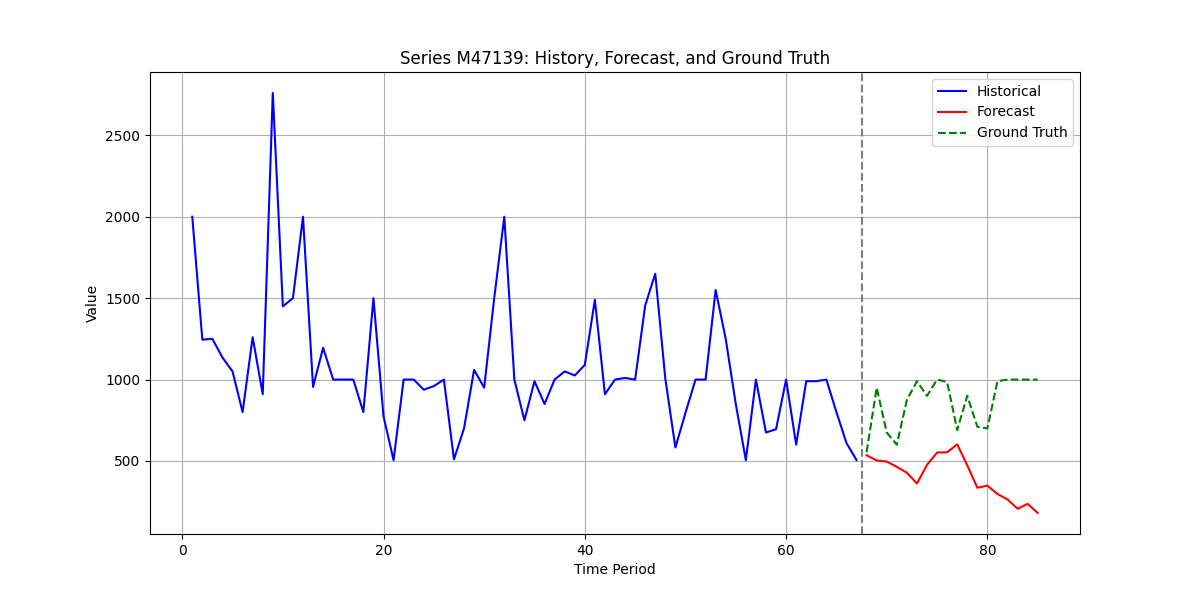 Series M47139: History, Forecast, and Ground Truth
Historical
Forecast
Ground Truth
Value
2500
2000
1500
1000
500
0
20
40
60
80
Time Period